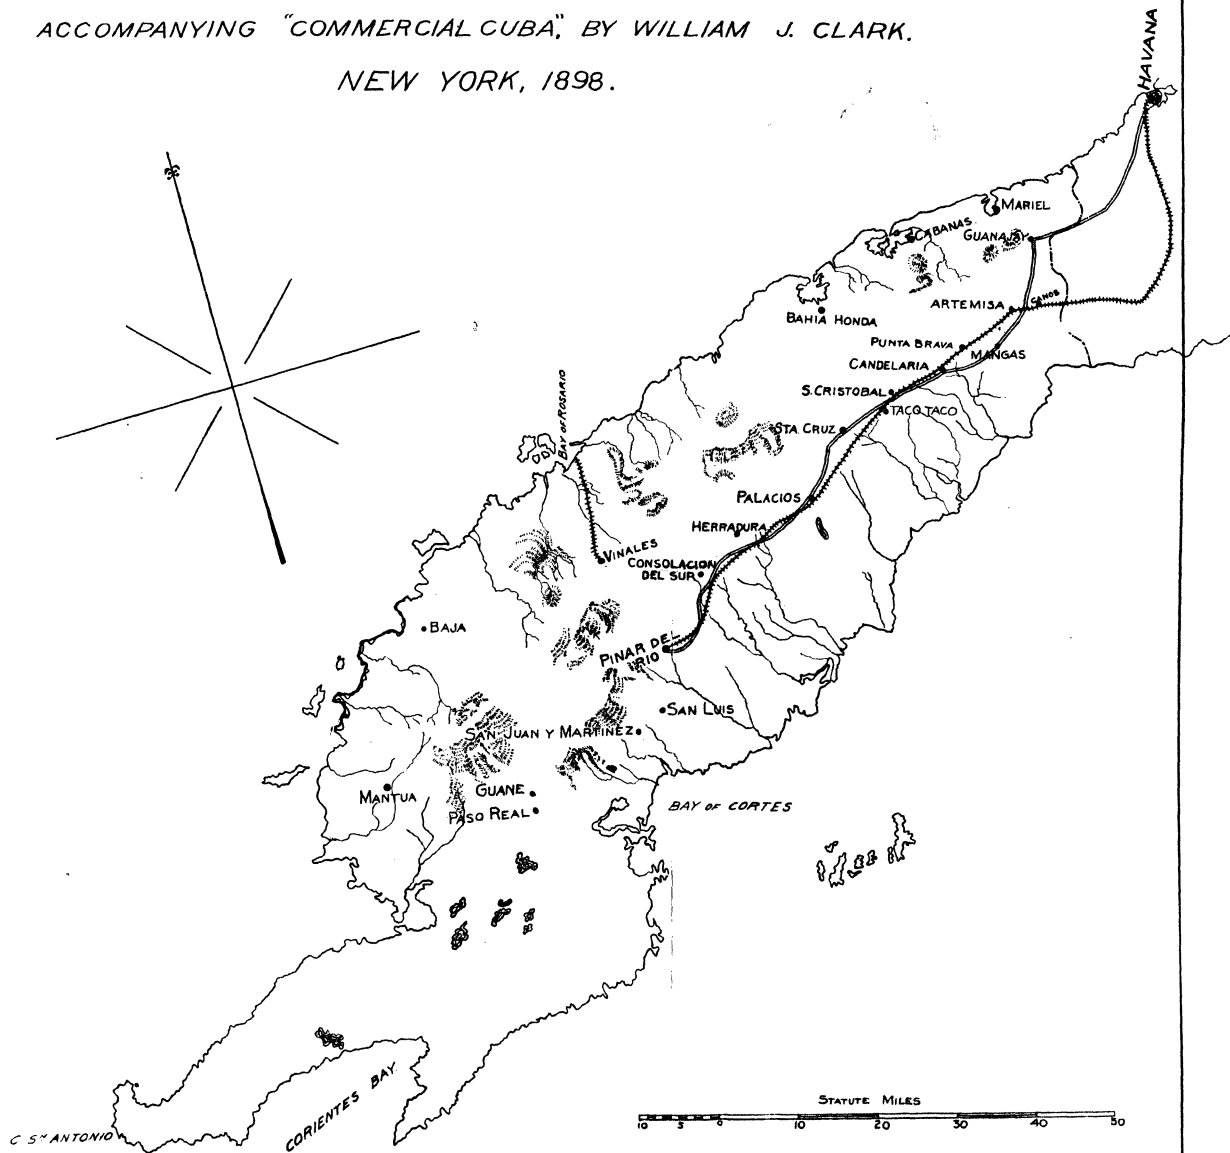 ACCOMPANYING "COMMERCIAL CUBA", BY WILLIAM J. CLARK.
NEW YORK, 1898.
HAVANA
MARIEL
CABANAS
GUANAJAY
BAHIA HONDA
ARTEMISA
CANOS
PUNTA BRAVA
MANGAS
CANDELARIA
S. CRISTOBAL
TACO TACO
STA. CRUZ
BAY OF ROSARIO
PALACIOS
HERRADURA
VINALES
CONSOLACION
DEL SUR
BAJA
PINAR DEL
RIO
SAN LUIS
SAN JUAN Y MARTINEZ
MANTUA
GUANE
PASO REAL
BAY OF CORTES
CORIENTES BAY
C SN ANTONIO
STATUTE MILES
10 5 0 10 20 30 40 50